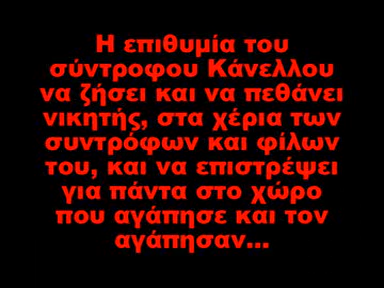 Η επιθυμία του
σύντροφου Κάνελλου
να ζήσει και να πεθάνει
νικητής, στα χέρια των
συντρόφων και φίλων
του, και να επιστρέψει
για πάντα στο χώρο
που αγάπησε και τον
αγάπησαν...